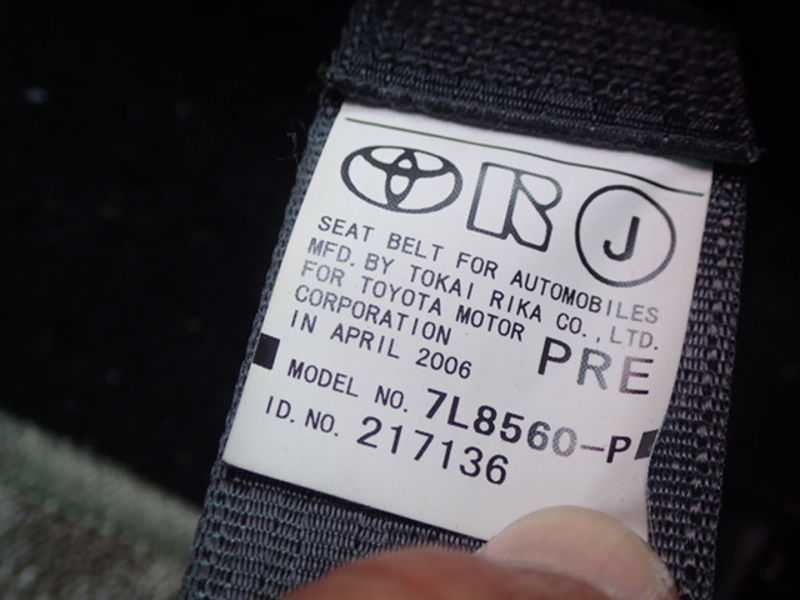 J
SEAT BELT FOR AUTOMOBILES
MFD. BY TOKAI RIKA CO., LTD.
FOR TOYOTA MOTOR
CORPORATION
IN APRIL 2006
PRE
MODEL NO. 7L8560-P
ID. NO. 217136